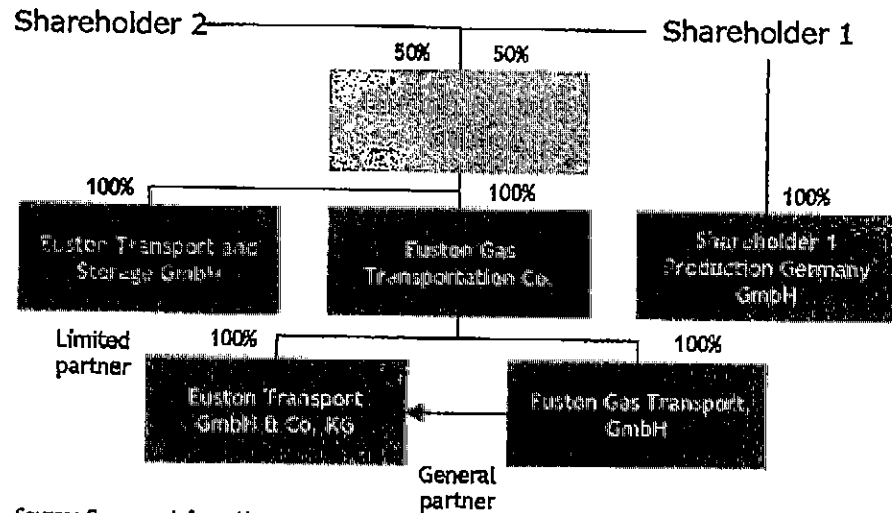 Shareholder 2
Shareholder 1
50% 50%
100%
100%
100%
Euston Transport and
Storage GmbH
Euston Gas
Transportation Co.
Shareholder 1
Production Germany
GmbH
Limited
partner
100%
100%
Euston Transport
GmbH & Co, KG
Euston Gas Transport,
GmbH
General
partner